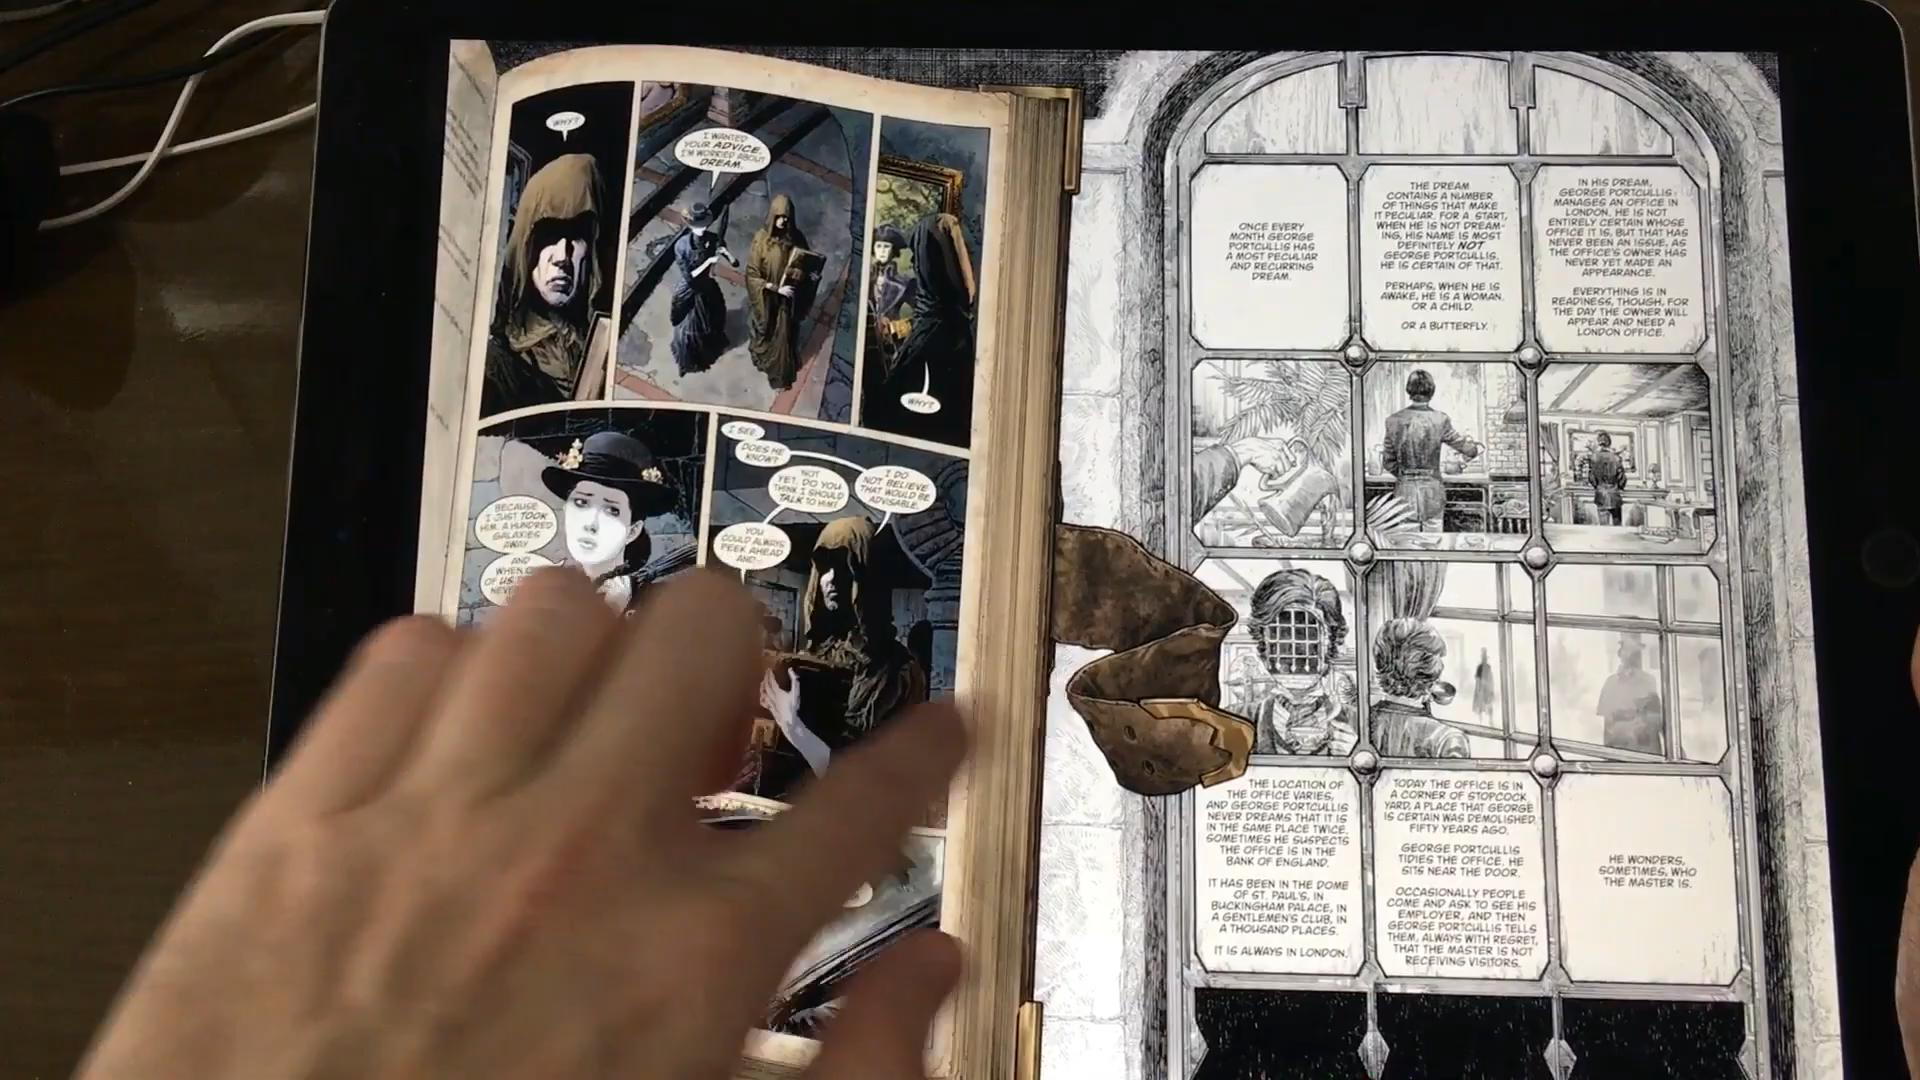 WHY?
I WANTED
YOUR ADVICE.
I'M WORRIED ABOUT
DREAM.
WHY?
BECAUSE
I JUST TOOK
HIM A HUNDRED
GALAXIES
AWAY
AND
WHEN
OF US
NEVE
I SEE.
DOES HE
KNOW?
NOT
YET. DO YOU
THINK I SHOULD
TALK TO HIM?
I DO
NOT BELIEVE
THAT WOULD BE
ADVISABLE.
YOU
COULD ALWAYS
PEEK AHEAD
AND--
ONCE EVERY
MONTH GEORGE
PORTCULLIS HAS
A MOST PECULIAR
AND RECURRING
DREAM.
THE DREAM
CONTAINS A NUMBER
OF THINGS THAT MAKE
IT PECULIAR. FOR A START,
WHEN HE IS NOT DREAM-
ING, HIS NAME IS MOST
DEFINITELY NOT
GEORGE PORTCULLIS.
HE IS CERTAIN OF THAT.
PERHAPS, WHEN HE IS
AWAKE, HE IS A WOMAN.
OR A CHILD.
OR A BUTTERFLY.
IN HIS DREAM,
GEORGE PORTCULLIS
MANAGES AN OFFICE IN
LONDON. HE IS NOT
ENTIRELY CERTAIN WHOSE
OFFICE IT IS, BUT THAT HAS
NEVER BEEN AN ISSUE, AS
THE OFFICE'S OWNER HAS
NEVER YET MADE AN
APPEARANCE.
EVERYTHING IS IN
READINESS, THOUGH, FOR
THE DAY THE OWNER WILL
APPEAR AND NEED A
LONDON OFFICE.
THE LOCATION OF
THE OFFICE VARIES,
AND GEORGE PORTCULLIS
NEVER DREAMS THAT IT IS
IN THE SAME PLACE TWICE.
SOMETIMES HE SUSPECTS
THE OFFICE IS IN THE
BANK OF ENGLAND.
IT HAS BEEN IN THE DOME
OF ST. PAUL'S, IN
BUCKINGHAM PALACE, IN
A GENTLEMEN'S CLUB, IN
A THOUSAND PLACES.
IT IS ALWAYS IN LONDON.
TODAY THE OFFICE IS IN
A CORNER OF STOPCOCK
YARD, A PLACE THAT GEORGE
IS CERTAIN WAS DEMOLISHED
FIFTY YEARS AGO.
GEORGE PORTCULLIS
TIDIES THE OFFICE. HE
SITS NEAR THE DOOR.
OCCASIONALLY PEOPLE
COME AND ASK TO SEE HIS
EMPLOYER, AND THEN
GEORGE PORTCULLIS TELLS
THEM, ALWAYS WITH REGRET,
THAT THE MASTER IS NOT
RECEIVING VISITORS.
HE WONDERS,
SOMETIMES, WHO
THE MASTER IS.